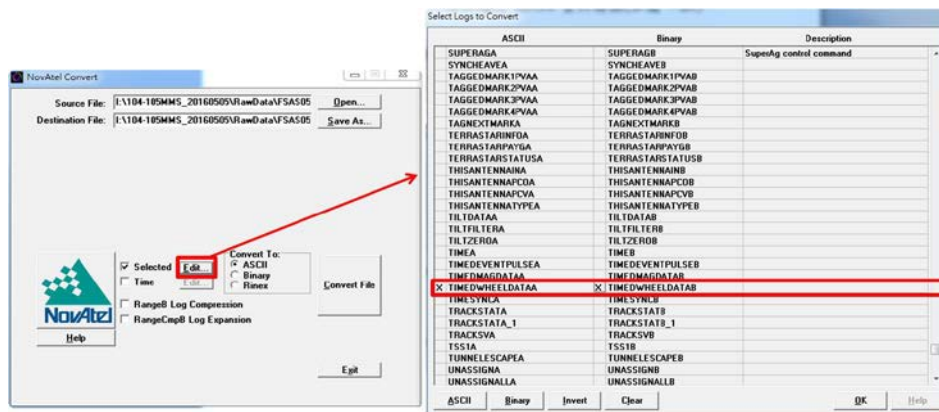 NovAtel Convert
Source File: I:\104-105MMS_20160505\RawData\FSAS05 Open...
Destination File: I:\104-105MMS_20160505\RawData\FSAS05 Save As...
Selected Edit...
Time Edit...
Convert To:
ASCII
Binary
Rinex
Convert File
RangeB Log Compression
RangeCmpB Log Expansion
NovAtel
Help
Exit
Select Logs to Convert
ASCII Binary Description
SUPERAGA SUPERAGB SuperAg control command
SYNCHEAVEA SYNCHEAVEB
TAGGEDMARK1PVAA TAGGEDMARK1PVAB
TAGGEDMARK2PVAA TAGGEDMARK2PVAB
TAGGEDMARK3PVAA TAGGEDMARK3PVAB
TAGGEDMARK4PVAA TAGGEDMARK4PVAB
TAGNEXTMARKA TAGNEXTMARKB
TERRASTARINFOA TERRASTARINFOB
TERRASTARPAYGA TERRASTARPAYGB
TERRASTARSTATUSA TERRASTARSTATUSB
THISANTENNAINA THISANTENNAINB
THISANTENNAPCOA THISANTENNAPCOB
THISANTENNAPCVA THISANTENNAPCVB
THISANTENNATYPEA THISANTENNATYPEB
TILTDATAA TILTDATAB
TILTFILTERA TILTFILTERB
TILTZEROA TILTZEROB
TIMEA TIMEB
TIMEDEVENTPULSEA TIMEDEVENTPULSEB
TIMEDMAGDATAA TIMEDMAGDATAB
X TIMEDWHEELDATAA X TIMEDWHEELDATAB
TIMESYNCA TIMESYNCB
TRACKSTATA TRACKSTATB
TRACKSTATA_1 TRACKSTATB_1
TRACKSVA TRACKSVB
TSS1A TSS1B
TUNNELESCAPEA TUNNELESCAPEB
UNASSIGNA UNASSIGNB
UNASSIGNALLA UNASSIGNALLB
ASCII Binary Invert Clear OK Help